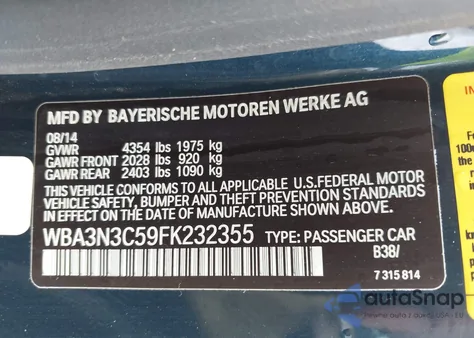 MFD BY BAYERISCHE MOTOREN WERKE AG
08/14
GVWR 4354 lbs 1975 kg
GAWR FRONT 2028 lbs 920 kg
GAWR REAR 2403 lbs 1090 kg
THIS VEHICLE CONFORMS TO ALL APPLICABLE U.S.FEDERAL MOTOR
VEHICLE SAFETY, BUMPER AND THEFT PREVENTION STANDARDS
IN EFFECT ON THE DATE OF MANUFACTURE SHOWN ABOVE.
WBA3N3C59FK232355 TYPE: PASSENGER CAR
B38/
7 315 814
autoSnap